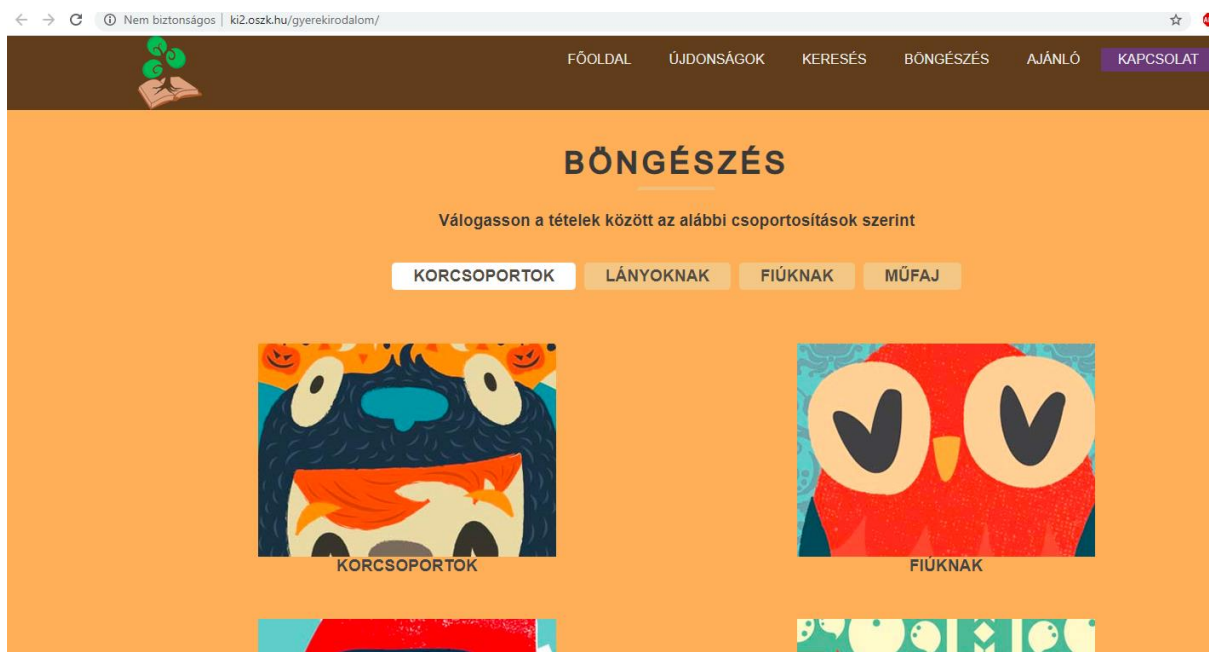 Nem biztonságos | ki2.oszk.hu/gyerekirodalom/
FŐOLDAL ÚJDONSÁGOK KERESÉS BÖNGÉSZÉS AJÁNLÓ KAPCSOLAT
BÖNGÉSZÉS
Válogasson a tételek között az alábbi csoportosítások szerint
KORCSOPORTOK LÁNYOKNAK FIÚKNAK MŰFAJ
KORCSOPORTOK FIÚKNAK